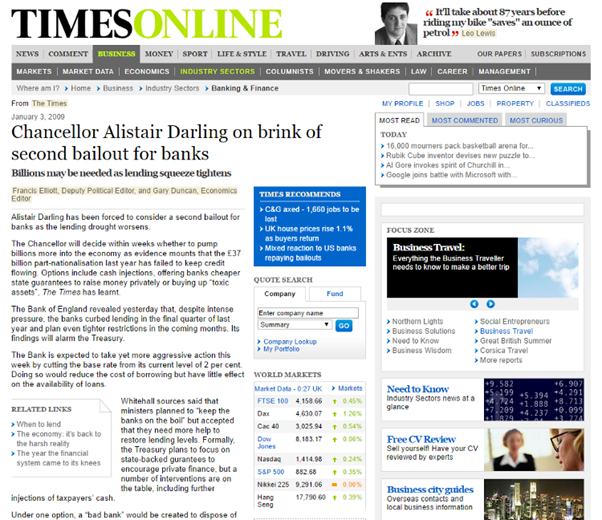 TIMESONLINE
"It'll take about 87 years before
riding my bike "saves" an ounce of
petrol" Leo Lewis
NEWS COMMENT BUSINESS MONEY SPORT LIFE & STYLE TRAVEL DRIVING ARTS & ENTS ARCHIVE OUR PAPERS SUBSCRIPTIONS
MARKETS MARKET DATA ECONOMICS INDUSTRY SECTORS COLUMNISTS MOVERS & SHAKERS LAW CAREER MANAGEMENT
Where am I? Home Business Industry Sectors Banking & Finance
Times Online SEARCH
From The Times
MY PROFILE SHOP JOBS PROPERTY CLASSIFIEDS
January 3, 2009
Chancellor Alistair Darling on brink of
second bailout for banks
Billions may be needed as lending squeeze tightens
Francis Elliott, Deputy Political Editor, and Gary Duncan, Economics
Editor
Alistair Darling has been forced to consider a second bailout for
banks as the lending drought worsens.
The Chancellor will decide within weeks whether to pump
billions more into the economy as evidence mounts that the £37
billion part-nationalisation last year has failed to keep credit
flowing. Options include cash injections, offering banks cheaper
state guarantees to raise money privately or buying up "toxic
assets", The Times has learnt.
The Bank of England revealed yesterday that, despite intense
pressure, the banks curbed lending in the final quarter of last
year and plan even tighter restrictions in the coming months. Its
findings will alarm the Treasury.
The Bank is expected to take yet more aggressive action this
week by cutting the base rate from its current level of 2 per cent.
Doing so would reduce the cost of borrowing but have little effect
on the availability of loans.
RELATED LINKS
When to lend
The economy: it's back to
the harsh reality
The year the financial
system came to its knees
Whitehall sources said that
ministers planned to "keep the
banks on the boil" but accepted
that they need more help to
restore lending levels. Formally,
the Treasury plans to focus on
state-backed gurantees to
encourage private finance, but a
number of interventions are on
the table, including further
injections of taxpayers' cash.
Under one option, a "bad bank" would be created to dispose of
TIMES RECOMMENDS
C&G axed - 1,660 jobs to be
lost
UK house prices rise 1.1%
as buyers return
Mixed reaction to US banks
repaying bailouts
QUOTE SEARCH
Company Fund
Enter company name
Summary GO
Company Lookup
My Portfolio
WORLD MARKETS
Market Data - 0:27 UK Markets
FTSE 100 4,158.66 0.45%
Dax 4,630.07 1.26%
Cac 40 3,025.94 0.54%
Dow
Jones 8,183.17 0.06%
Nasdaq 1,414.98 0.24%
S&P 500 882.68 0.35%
Nikkei 225 9,291.06 0.00%
Hang
Seng 17,790.60 0.39%
MOST READ MOST COMMENTED MOST CURIOUS
TODAY
16,000 mourners pack basketball arena for...
Rubik Cube inventor devises new puzzle to...
Al Gore invokes spirit of Churchill in...
Google joins battle with Microsoft with...
FOCUS ZONE
Business Travel:
Everything the Business Traveller
needs to know to make a better trip
Northern Lights
Business Solutions
Need to Know
Business Wisdom
Social Entrepreneurs
Business Travel
Great British Summer
Corsica Travel
More reports
Need to Know
Industry Sectors news at a
glance
Free CV Review
Sell yourself! Have your CV
reviewed by experts
Business city guides
Overseas contacts and
local business information